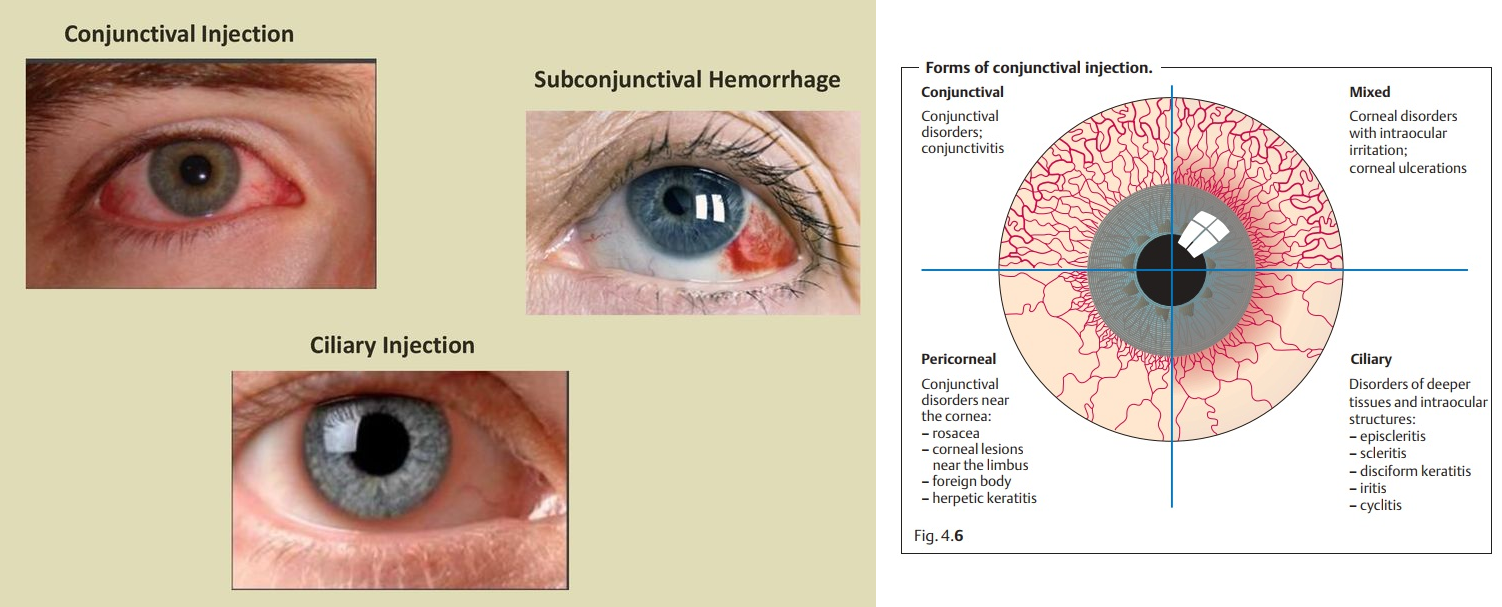 Conjunctival Injection
Subconjunctival Hemorrhage
Ciliary Injection
Forms of conjunctival injection.
Conjunctival
Conjunctival
disorders;
conjunctivitis
Mixed
Corneal disorders
with intraocular
irritation;
corneal ulcerations
Pericorneal
Conjunctival
disorders near
the cornea:
– rosacea
– corneal lesions
near the limbus
– foreign body
– herpetic keratitis
Ciliary
Disorders of deeper
tissues and intraocular
structures:
– episcleritis
– scleritis
– disciform keratitis
– iritis
– cyclitis
Fig. 4.6